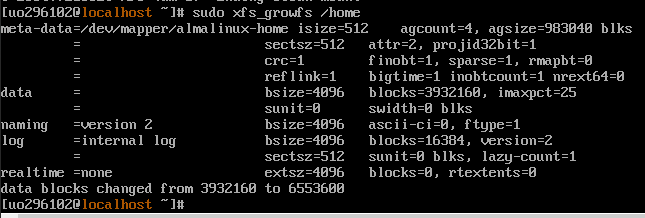 [uo296102@localhost ~]# sudo xfs_growfs /home
meta-data=/dev/mapper/almalinux-home isize=512    agcount=4, agsize=983040 blks
         =                       sectsz=512   attr=2, projid32bit=1
         =                       crc=1        finobt=1, sparse=1, rmapbt=0
         =                       reflink=1    bigtime=1 inobtcount=1 nrext64=0
data     =                       bsize=4096   blocks=3932160, imaxpct=25
         =                       sunit=0      swidth=0 blks
naming   =version 2              bsize=4096   ascii-ci=0, ftype=1
log      =internal log           bsize=4096   blocks=16384, version=2
         =                       sectsz=512   sunit=0 blks, lazy-count=1
realtime =none                   extsz=4096   blocks=0, rtextents=0
data blocks changed from 3932160 to 6553600
[uo296102@localhost ~]#